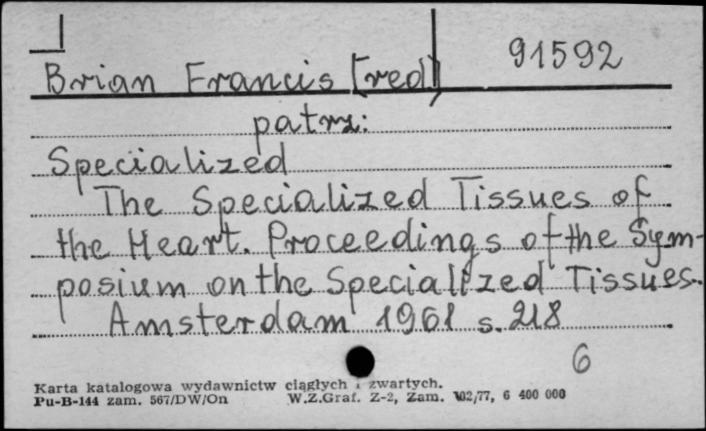 91592
Brian Francis [red]
patrz:
Specialized
The Specialized Tissues of
the Heart. Proceedings of the Sym-
posium on the Specialized Tissues.
Amsterdam 1961 s. 218
6
Karta katalogowa wydawnictw ciągłych i zwartych.
Pu-B-144 zam. 567/DW/On W.Z.Graf. Z-2, Zam. 102/77, 6 400 000